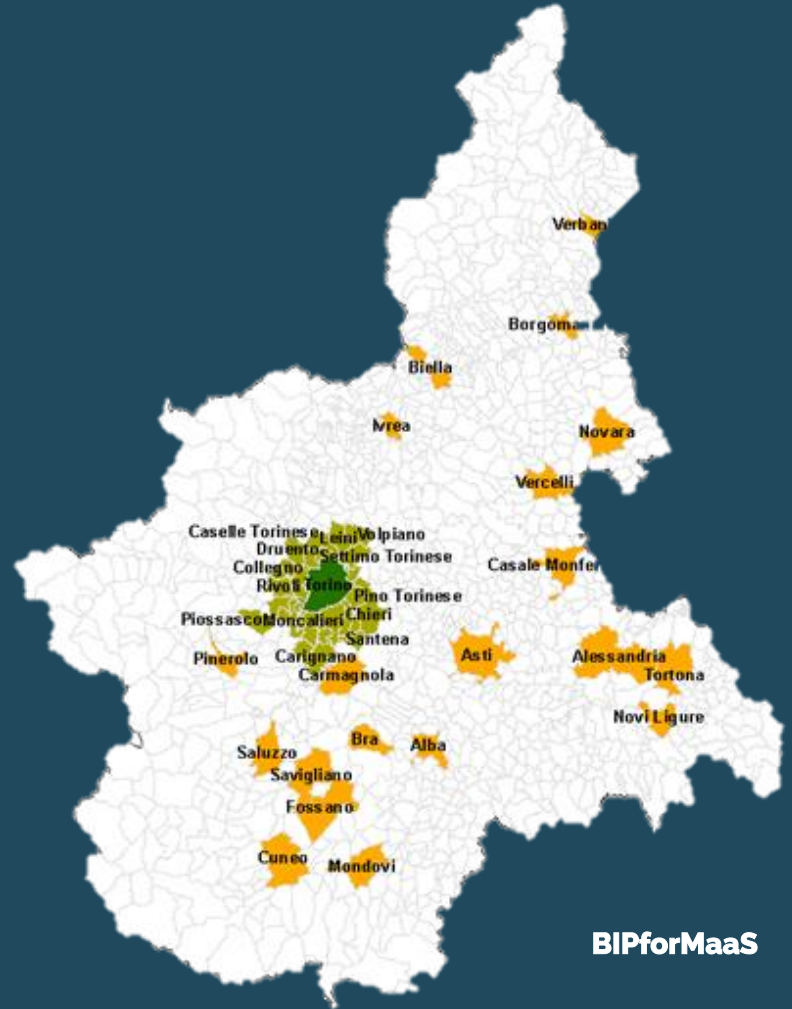 Verban
Borgoma
Biella
Ivrea
Novara
Vercelli
Caselle Torinese
Leini
Volpiano
Druento
Settimo Torinese
Collegno
Casale Monfer
Rivoli
Torino
Pino Torinese
Piossasco
Moncalieri
Chieri
Santena
Pinerolo
Carignano
Asti
Alessandria
Carmagnola
Tortona
Novi Ligure
Bra
Alba
Saluzzo
Savigliano
Fossano
Cuneo
Mondovi
BIPforMaaS